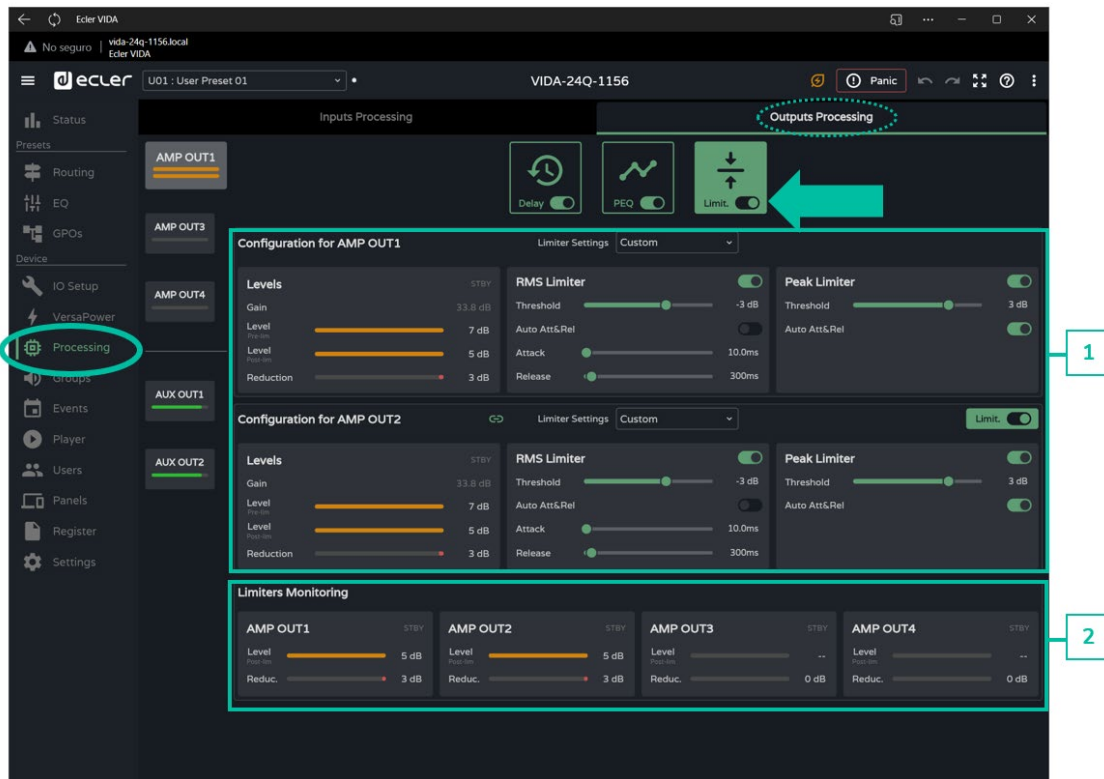 Ecler VIDA
No seguro | vida-24q-1156.local
Ecler VIDA
ecler
U01 : User Preset 01
VIDA-24Q-1156
Panic
Status
Presets
Routing
EQ
GPOs
Device
IO Setup
VersaPower
Processing
Groups
Events
Player
Users
Panels
Register
Settings
Inputs Processing
Outputs Processing
AMP OUT1
AMP OUT3
AMP OUT4
AUX OUT1
AUX OUT2
Delay
PEQ
Limit.
Configuration for AMP OUT1
Limiter Settings Custom
Levels STBY
Gain 33.8 dB
Level 7 dB
Pre-lim
Level 5 dB
Post-lim
Reduction 3 dB
RMS Limiter
Threshold -3 dB
Auto Att&Rel
Attack 10.0ms
Release 300ms
Peak Limiter
Threshold 3 dB
Auto Att&Rel
1
Configuration for AMP OUT2
Limiter Settings Custom
Limit.
Levels STBY
Gain 33.8 dB
Level 7 dB
Pre-lim
Level 5 dB
Post-lim
Reduction 3 dB
RMS Limiter
Threshold -3 dB
Auto Att&Rel
Attack 10.0ms
Release 300ms
Peak Limiter
Threshold 3 dB
Auto Att&Rel
Limiters Monitoring
AMP OUT1 STBY
Level 5 dB
Post-lim
Reduc. 3 dB
AMP OUT2 STBY
Level 5 dB
Post-lim
Reduc. 3 dB
AMP OUT3 STBY
Level --
Post-lim
Reduc. 0 dB
AMP OUT4 STBY
Level --
Post-lim
Reduc. 0 dB
2